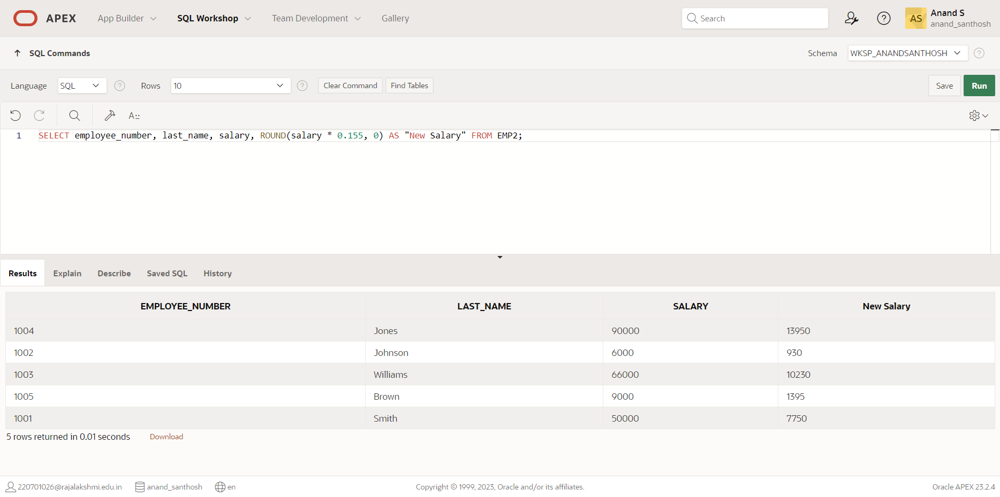 APEX App Builder SQL Workshop Team Development Gallery Search ? AS Anand S
anand_santhosh
SQL Commands Schema WKSP_ANANDSANTHOSH ?
Language SQL ? Rows 10 ? Clear Command Find Tables Save Run
A::
1 SELECT employee_number, last_name, salary, ROUND(salary * 0.155, 0) AS "New Salary" FROM EMP2;
Results Explain Describe Saved SQL History
EMPLOYEE_NUMBER LAST_NAME SALARY New Salary
1004 Jones 90000 13950
1002 Johnson 6000 930
1003 Williams 66000 10230
1005 Brown 9000 1395
1001 Smith 50000 7750
5 rows returned in 0.01 seconds Download
220701026@rajalakshmi.edu.in anand_santhosh en Copyright © 1999, 2023, Oracle and/or its affiliates. Oracle APEX 23.2.4